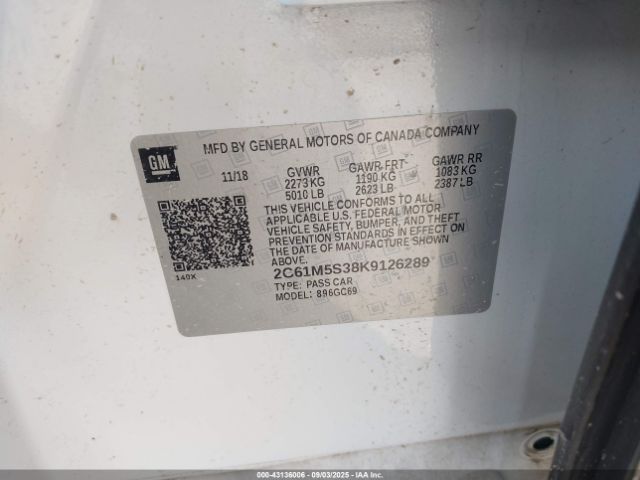 MFD BY GENERAL MOTORS OF CANADA COMPANY
GM
11/18 GVWR GAWR FRT GAWR RR
2273 KG 1190 KG 1083 KG
5010 LB 2623 LB 2387 LB
THIS VEHICLE CONFORMS TO ALL
APPLICABLE U.S. FEDERAL MOTOR
VEHICLE SAFETY, BUMPER, AND THEFT
PREVENTION STANDARDS IN EFFECT ON
THE DATE OF MANUFACTURE SHOWN
ABOVE.
140X
2C61M5S38K9126289
TYPE: PASS CAR
MODEL: 896GC69
000-43136006 | 09/03/2025 | Copyright © IAA, LLC